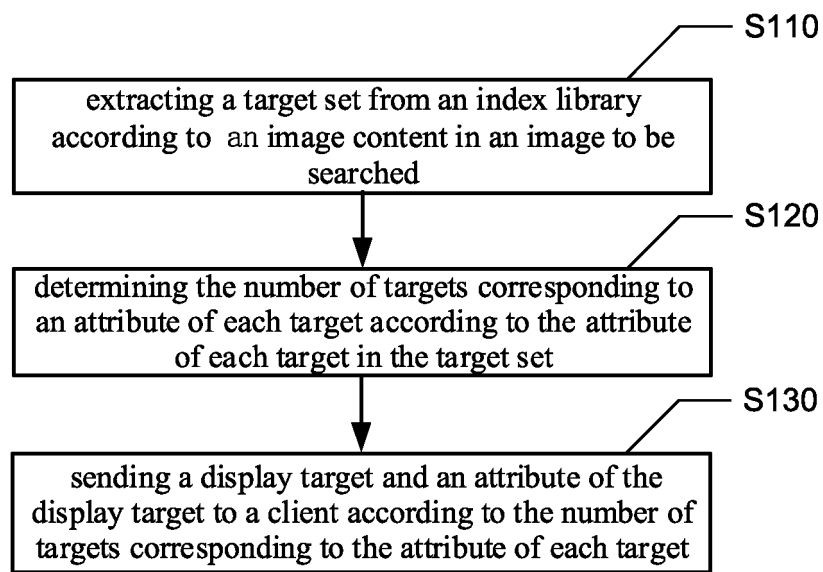 S110
extracting a target set from an index library
according to an image content in an image to be
searched
S120
determining the number of targets corresponding to
an attribute of each target according to the attribute
of each target in the target set
S130
sending a display target and an attribute of the
display target to a client according to the number of
targets corresponding to the attribute of each target